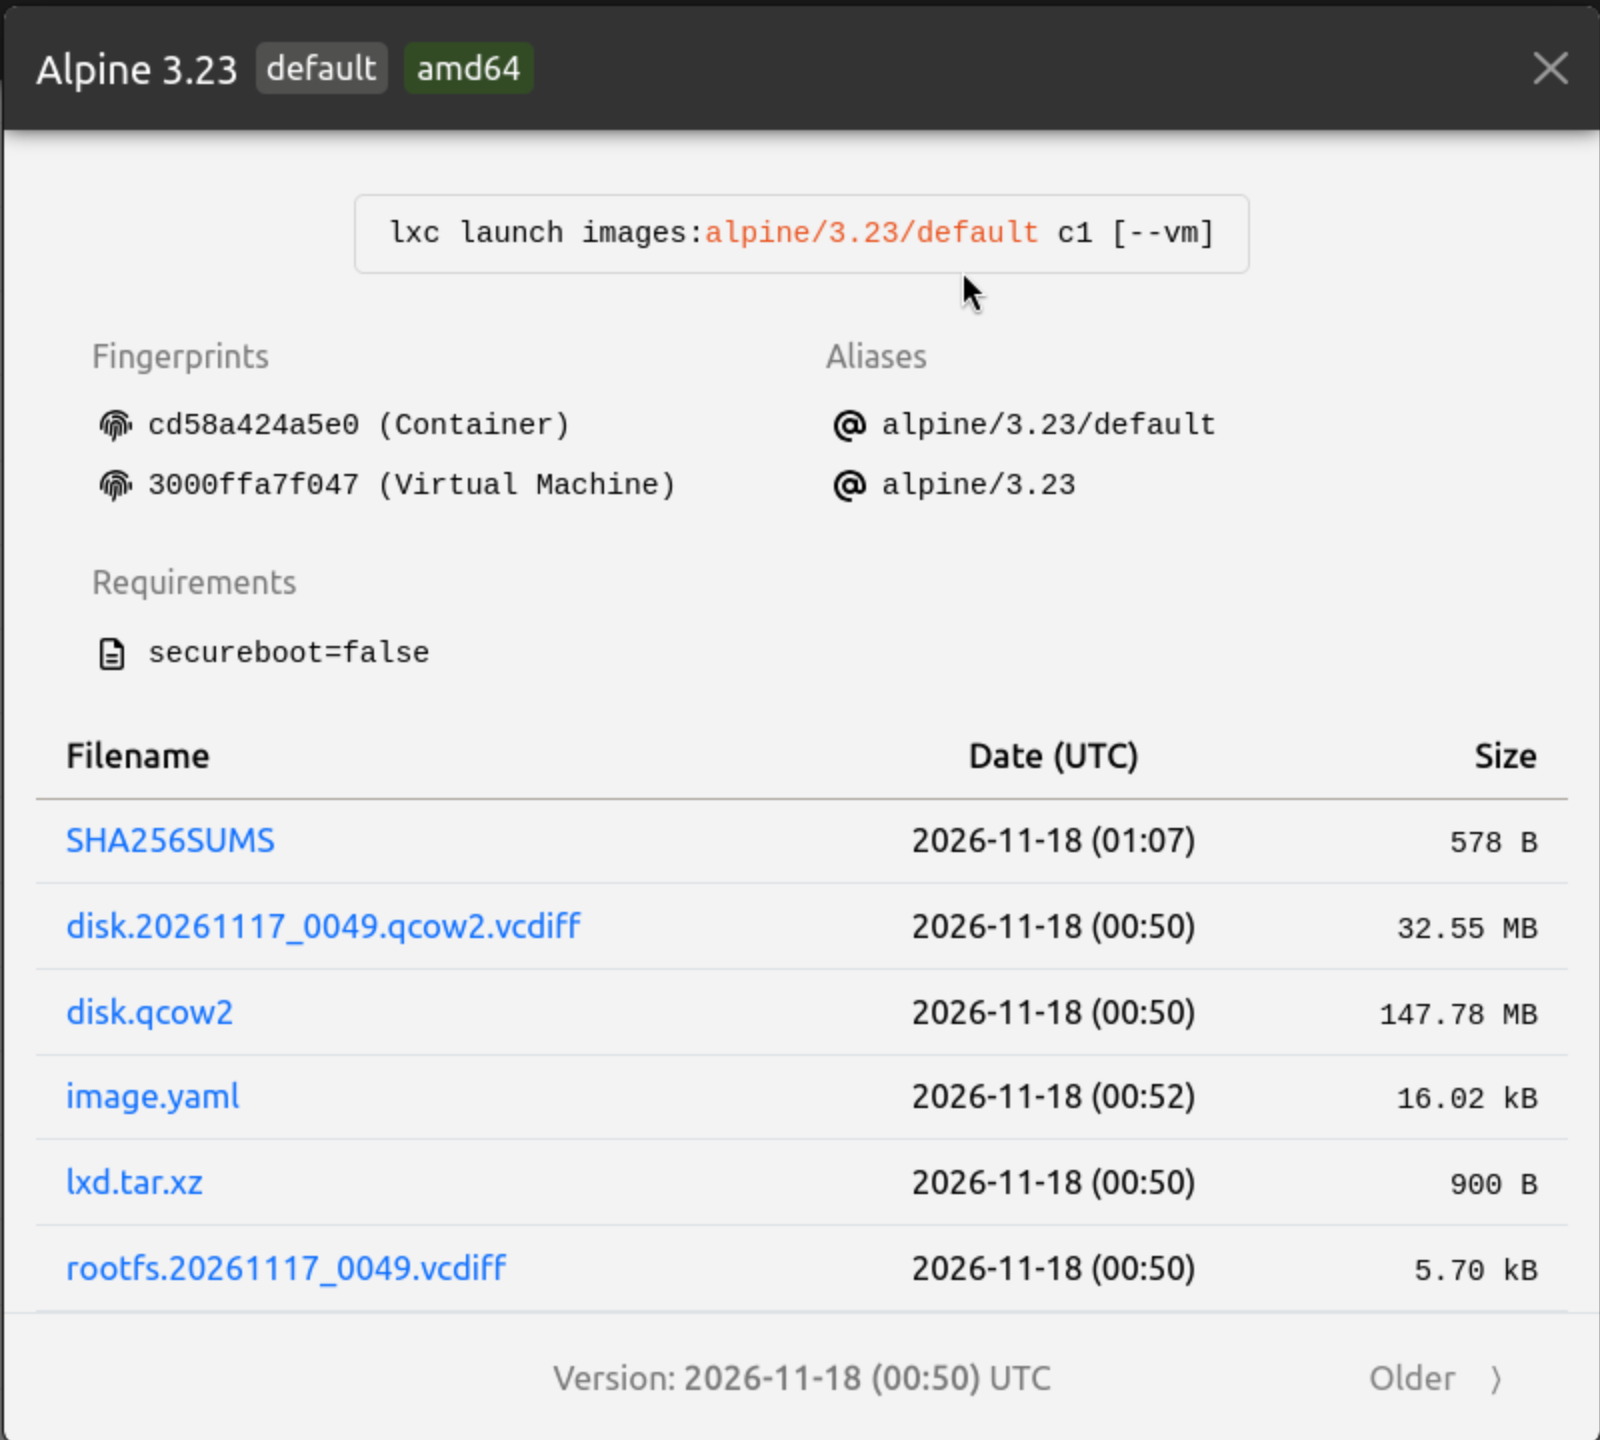 Alpine 3.23 default amd64
lxc launch images:alpine/3.23/default c1 [--vm]
Fingerprints
cd58a424a5e0 (Container)
3000ffa7f047 (Virtual Machine)
Aliases
@ alpine/3.23/default
@ alpine/3.23
Requirements
secureboot=false
Filename Date (UTC) Size
SHA256SUMS 2026-11-18 (01:07) 578 B
disk.20261117_0049.qcow2.vcdiff 2026-11-18 (00:50) 32.55 MB
disk.qcow2 2026-11-18 (00:50) 147.78 MB
image.yaml 2026-11-18 (00:52) 16.02 kB
lxd.tar.xz 2026-11-18 (00:50) 900 B
rootfs.20261117_0049.vcdiff 2026-11-18 (00:50) 5.70 kB
Version: 2026-11-18 (00:50) UTC
Older